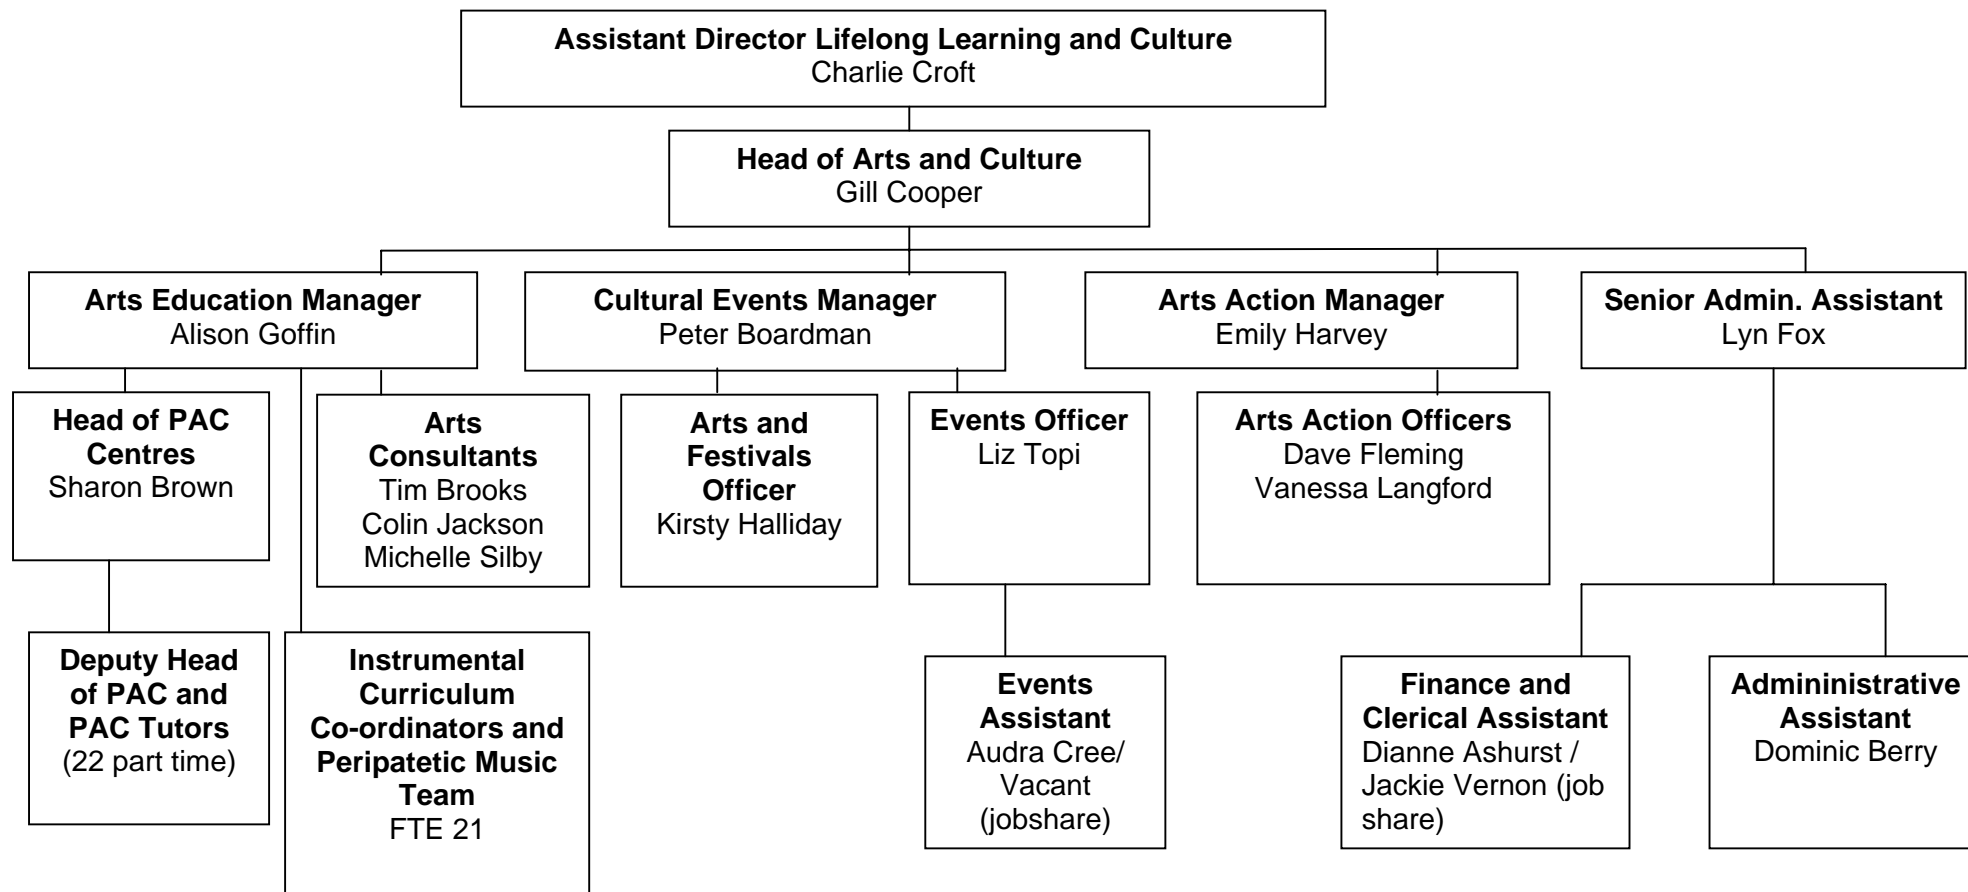 Assistant Director Lifelong Learning and Culture
Charlie Croft
Head of Arts and Culture
Gill Cooper
Arts Education Manager
Alison Goffin
Cultural Events Manager
Peter Boardman
Arts Action Manager
Emily Harvey
Senior Admin. Assistant
Lyn Fox
Head of PAC
Centres
Sharon Brown
Arts
Consultants
Tim Brooks
Colin Jackson
Michelle Silby
Arts and
Festivals
Officer
Kirsty Halliday
Events Officer
Liz Topi
Arts Action Officers
Dave Fleming
Vanessa Langford
Deputy Head
of PAC and
PAC Tutors
(22 part time)
Instrumental
Curriculum
Co-ordinators and
Peripatetic Music
Team
FTE 21
Events
Assistant
Audra Cree/
Vacant
(jobshare)
Finance and
Clerical Assistant
Dianne Ashurst /
Jackie Vernon (job
share)
Admininistrative
Assistant
Dominic Berry